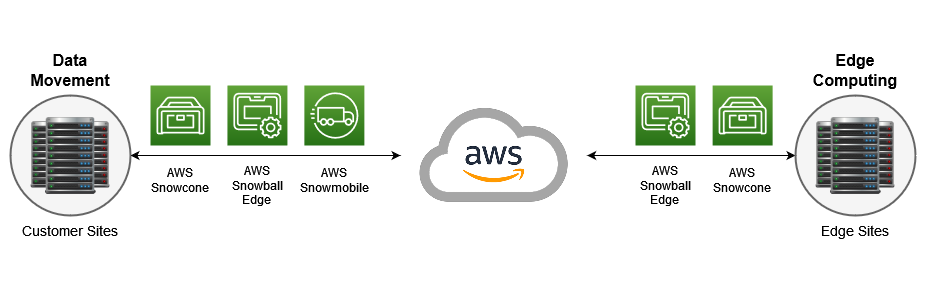 Data
Movement
Edge
Computing
aws
AWS
Snowcone
AWS
Snowball
Edge
AWS
Snowmobile
AWS
Snowball
Edge
AWS
Snowcone
Customer Sites
Edge Sites